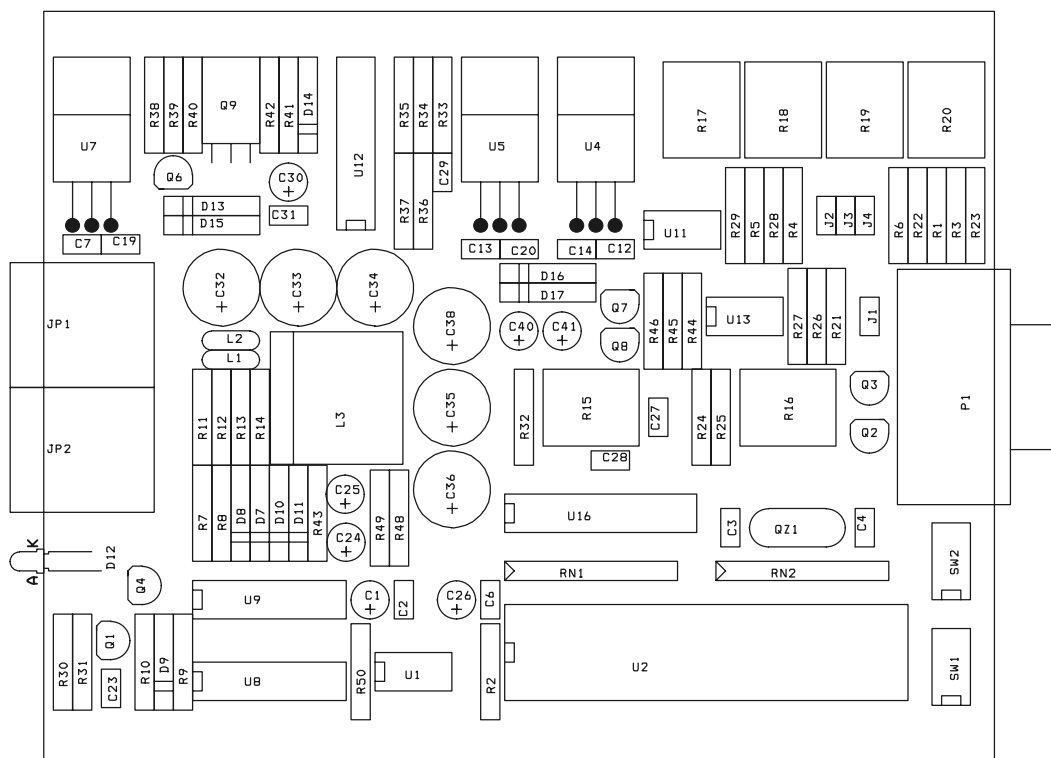 R38 R39 R40 Q9 R42 R41 D14
U7 U12 R35 R34 R33 U5 U4 R17 R18 R19 R20
Q6 C30 C29
D13
D15 C31 R37 R36
C7 C19 C13 C20 C14 C12 U11 R29 R5 R28 R4 J2 J3 J4 R6 R22 R1 R3 R23
+ C32 + C33 + C34 D16
D17
JP1 + C38 C40 + C41 + Q7 R46 R45 R44 U13 R27 R26 R21 J1
L2
L1 Q8
Q3
R11 R12 R13 R14 L3 + C35 R32 R15 C27 R24 R25 R16 Q2 P1
JP2
C28
R7 R8 D8 D7 D10 D11 R43 C25 + R49 R48 + C36 U16 C3 QZ1 C4
C24 +
K
A D12 RN1 RN2 SW2
Q4 U9 C1 + C2 C26 + C6
R30 R31 Q1 C23 R10 D9 R9 U8 R50 U1 R2 U2 SW1